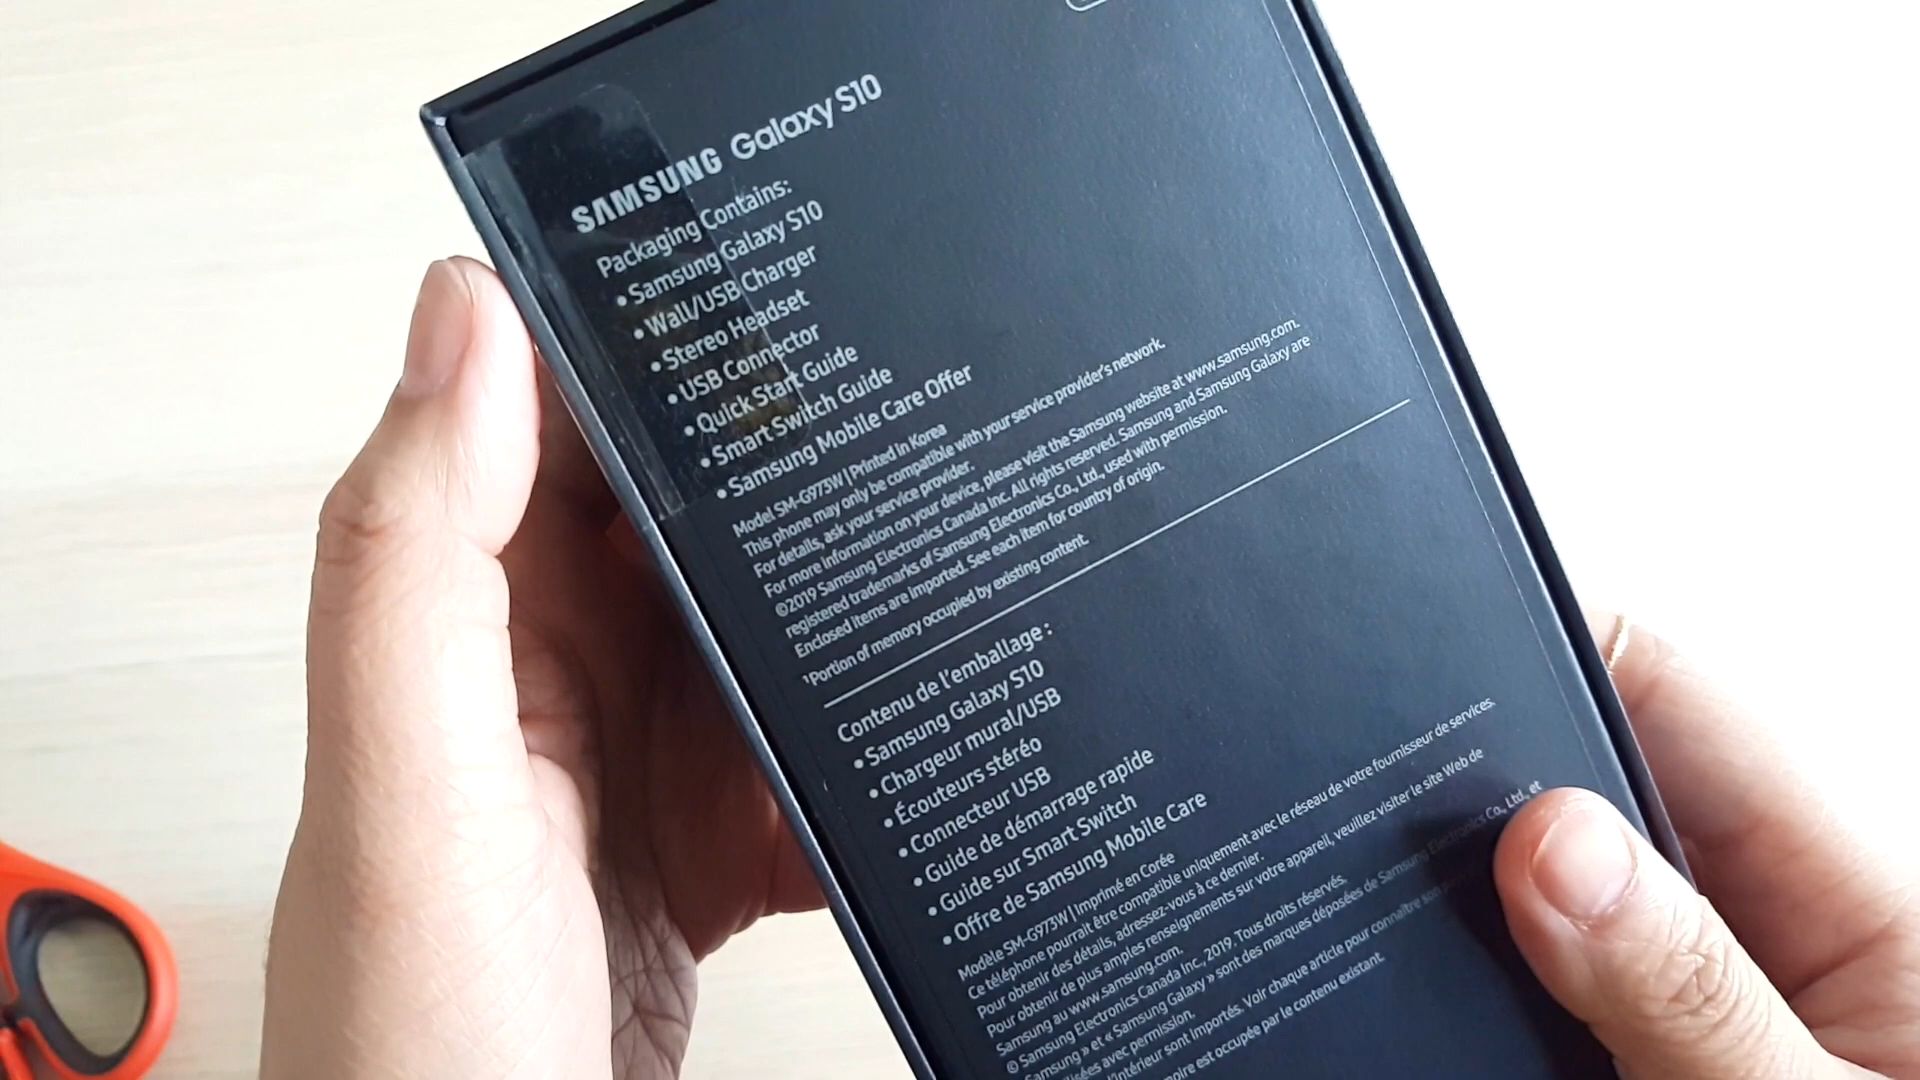 SAMSUNG Galaxy S10
Packaging Contains:
• Samsung Galaxy S10
• Wall/USB Charger
• Stereo Headset
• USB Connector
• Quick Start Guide
• Smart Switch Guide
• Samsung Mobile Care Offer
Model SM-G973W | Printed in Korea
This phone may only be compatible with your service provider's network.
For details, ask your service provider.
For more information on your device, please visit the Samsung website at www.samsung.com.
©2019 Samsung Electronics Canada Inc. All rights reserved. Samsung and Samsung Galaxy are
registered trademarks of Samsung Electronics Co., Ltd., used with permission.
Enclosed items are imported. See each item for country of origin.
¹Portion of memory occupied by existing content.
Contenu de l'emballage :
• Samsung Galaxy S10
• Chargeur mural/USB
• Écouteurs stéréo
• Connecteur USB
• Guide de démarrage rapide
• Guide sur Smart Switch
• Offre de Samsung Mobile Care
Modèle SM-G973W | Imprimé en Corée
Ce téléphone pourrait être compatible uniquement avec le réseau de votre fournisseur de services.
Pour obtenir des détails, adressez-vous à ce dernier.
Pour obtenir de plus amples renseignements sur votre appareil, veuillez visiter le site Web de
Samsung au www.samsung.com.
© Samsung Electronics Canada Inc., 2019. Tous droits réservés.
Samsung » et « Samsung Galaxy » sont des marques déposées de Samsung Electronics Co., Ltd., et
avec permission.
l'intérieur sont importés. Voir chaque article pour connaître son
est occupée par le contenu existant.